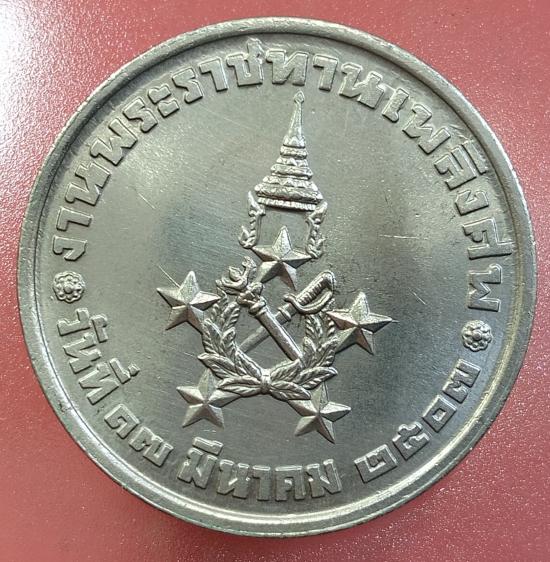 งานพระราชทานเพลิงศพ
วันที่ ๑๗ มีนาคม ๒๕๐๗